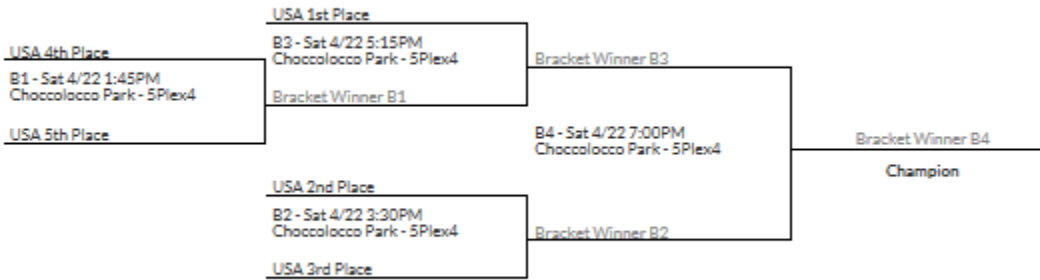 USA 1st Place
B3 - Sat 4/22 5:15PM
Choccolocco Park - 5Plex4
USA 4th Place
B1 - Sat 4/22 1:45PM
Choccolocco Park - 5Plex4
Bracket Winner B1
USA 5th Place
Bracket Winner B3
B4 - Sat 4/22 7:00PM
Choccolocco Park - 5Plex4
Bracket Winner B4
Champion
USA 2nd Place
B2 - Sat 4/22 3:30PM
Choccolocco Park - 5Plex4
Bracket Winner B2
USA 3rd Place